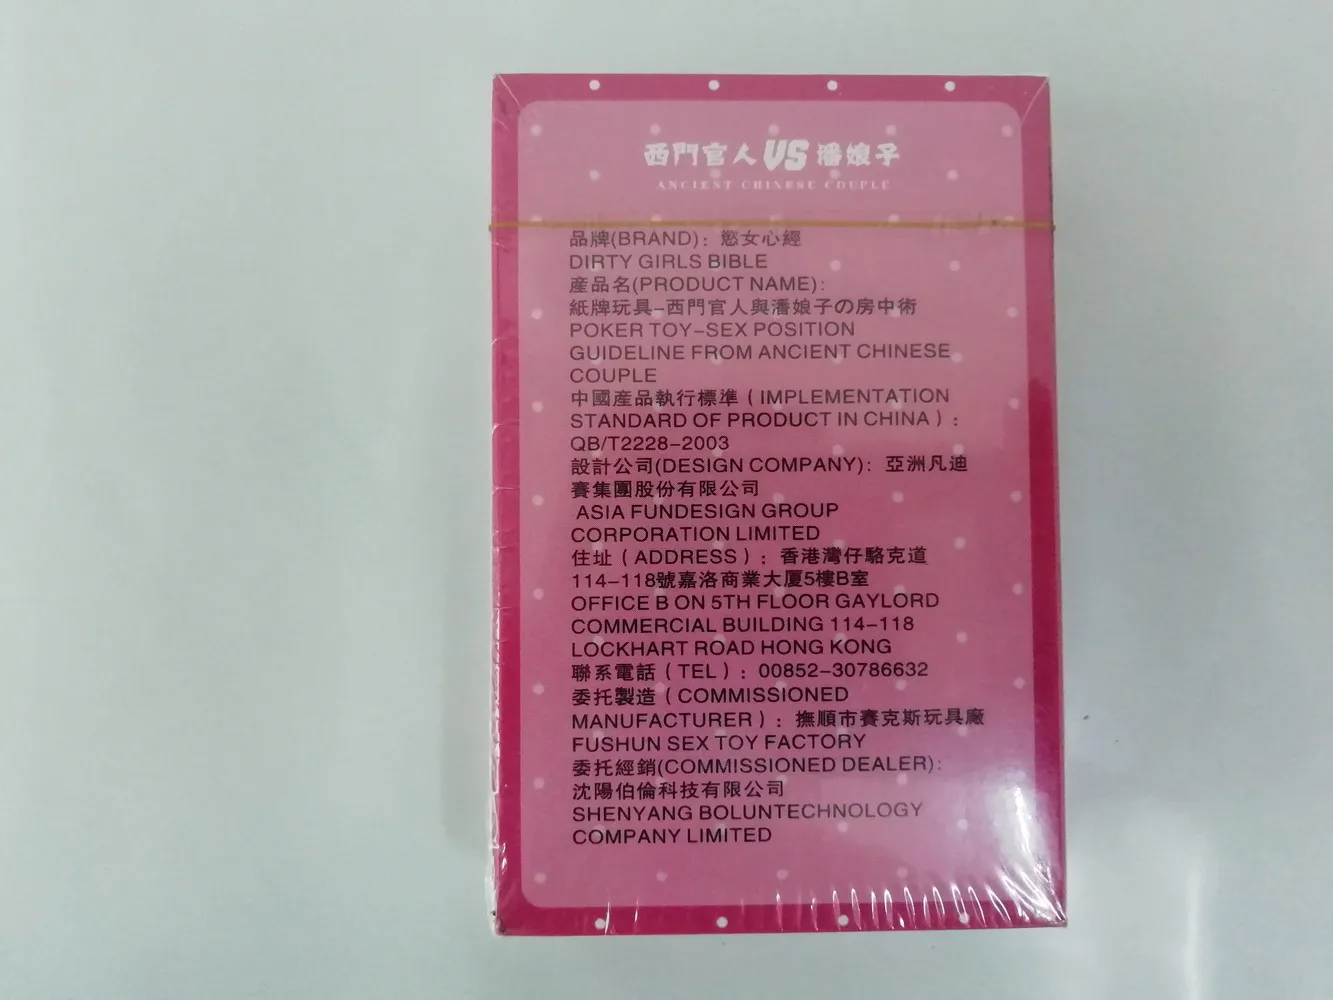 西門官人VS潘娘子
ANCIENT CHINESE COUPLE
品牌(BRAND)：慾女心經
DIRTY GIRLS BIBLE
產品名(PRODUCT NAME)：
紙牌玩具-西門官人與潘娘子の房中術
POKER TOY-SEX POSITION
GUIDELINE FROM ANCIENT CHINESE
COUPLE
中國產品執行標準（IMPLEMENTATION
STANDARD OF PRODUCT IN CHINA）：
QB/T2228-2003
設計公司(DESIGN COMPANY)：亞洲凡迪
賽集團股份有限公司
ASIA FUNDESIGN GROUP
CORPORATION LIMITED
住址（ADDRESS）：香港灣仔駱克道
114-118號嘉洛商業大厦5樓B室
OFFICE B ON 5TH FLOOR GAYLORD
COMMERCIAL BUILDING 114-118
LOCKHART ROAD HONG KONG
聯系電話（TEL）：00852-30786632
委托製造（COMMISSIONED
MANUFACTURER）：撫順市賽克斯玩具廠
FUSHUN SEX TOY FACTORY
委托經銷(COMMISSIONED DEALER)：
沈陽伯倫科技有限公司
SHENYANG BOLUNTECHNOLOGY
COMPANY LIMITED